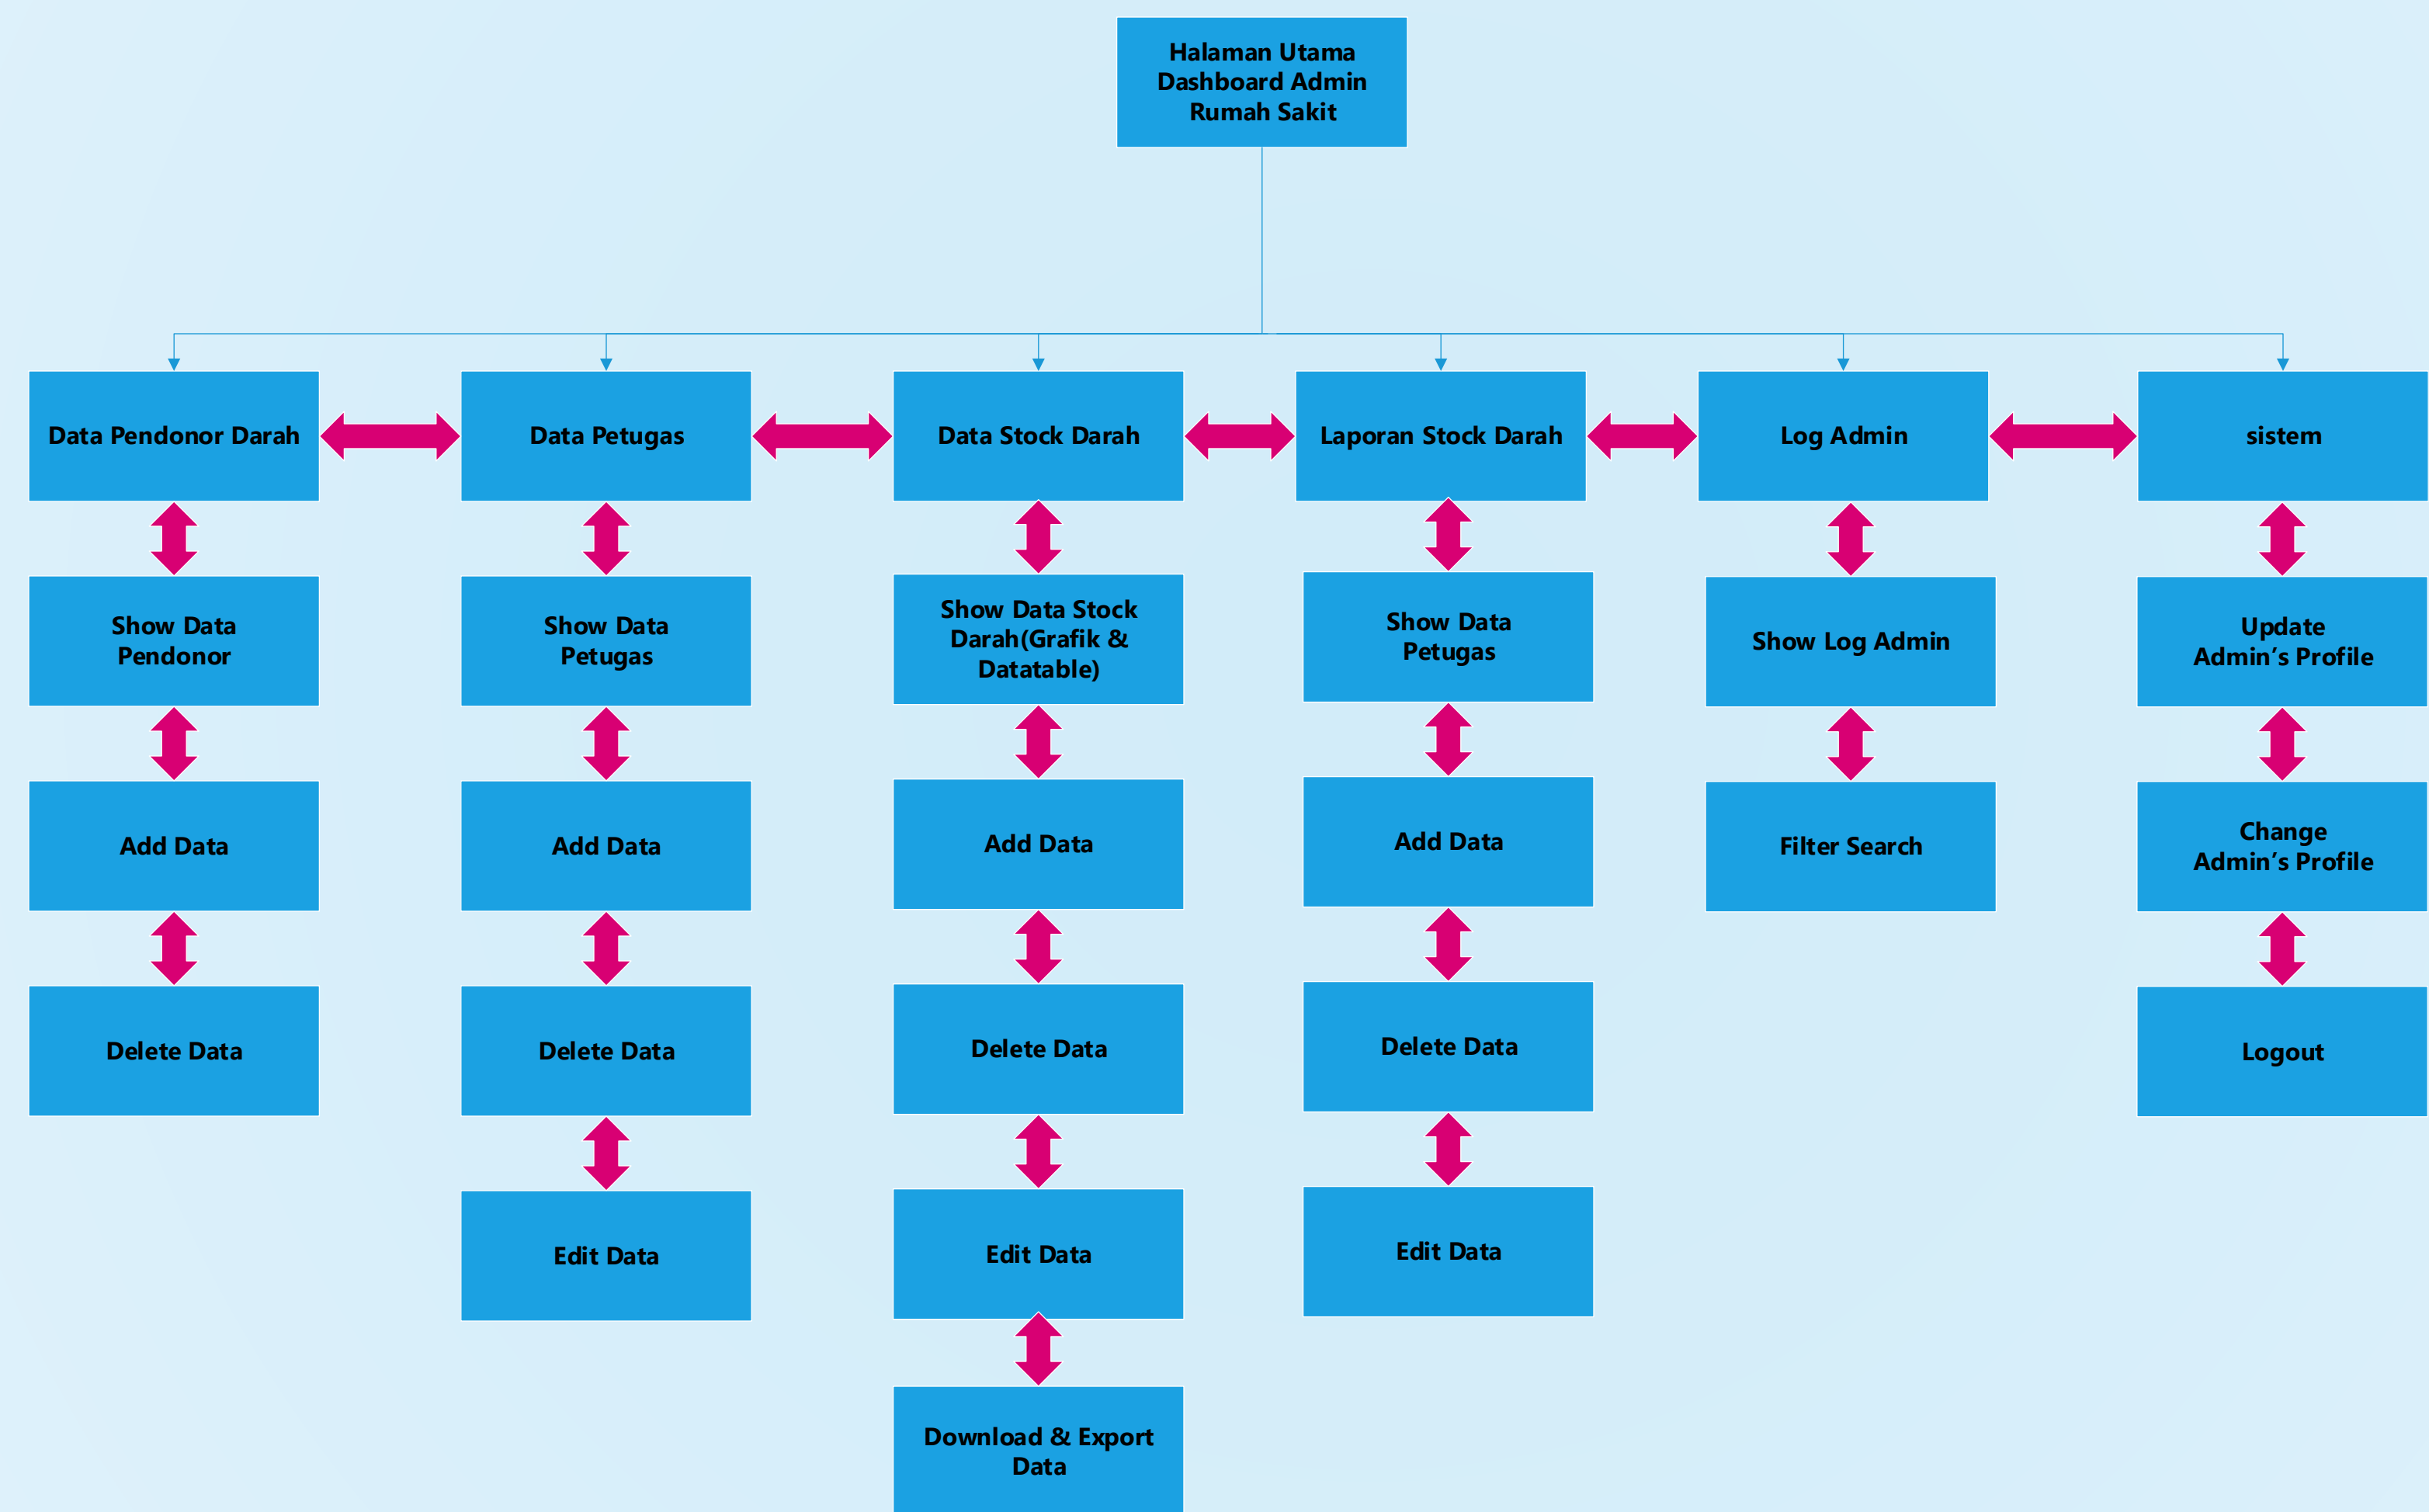 Halaman Utama
Dashboard Admin
Rumah Sakit
Data Pendonor Darah
Data Petugas
Data Stock Darah
Laporan Stock Darah
Log Admin
sistem
Show Data
Pendonor
Show Data
Petugas
Show Data Stock
Darah(Grafik &
Datatable)
Show Data
Petugas
Show Log Admin
Update
Admin’s Profile
Add Data
Add Data
Add Data
Add Data
Filter Search
Change
Admin’s Profile
Delete Data
Delete Data
Delete Data
Delete Data
Logout
Edit Data
Edit Data
Edit Data
Download & Export
Data